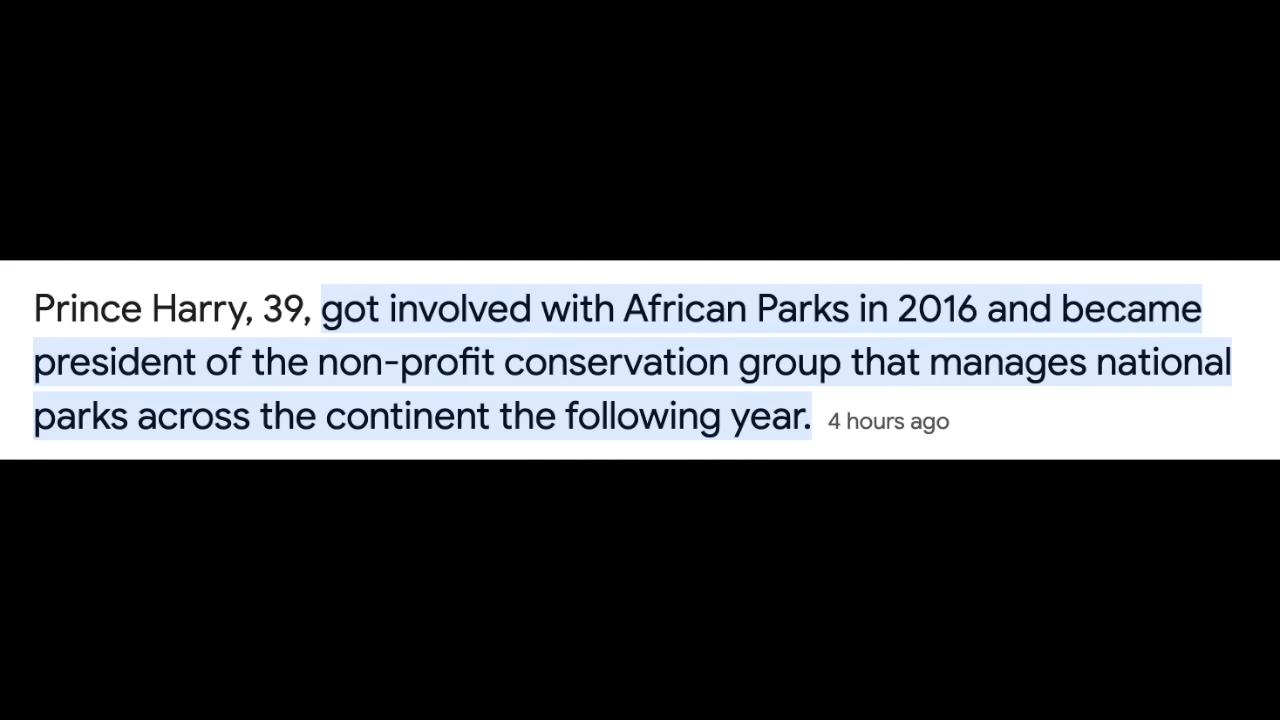 Prince Harry, 39, got involved with African Parks in 2016 and became
president of the non-profit conservation group that manages national
parks across the continent the following year. 4 hours ago